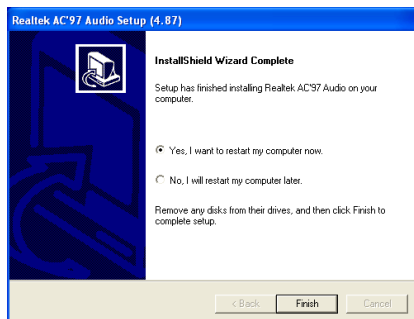 Realtek AC'97 Audio Setup (4.87)
InstallShield Wizard Complete
Setup has finished installing Realtek AC'97 Audio on your
computer.
Yes, I want to restart my computer now.
No, I will restart my computer later.
Remove any disks from their drives, and then click Finish to
complete setup.
< Back Finish Cancel